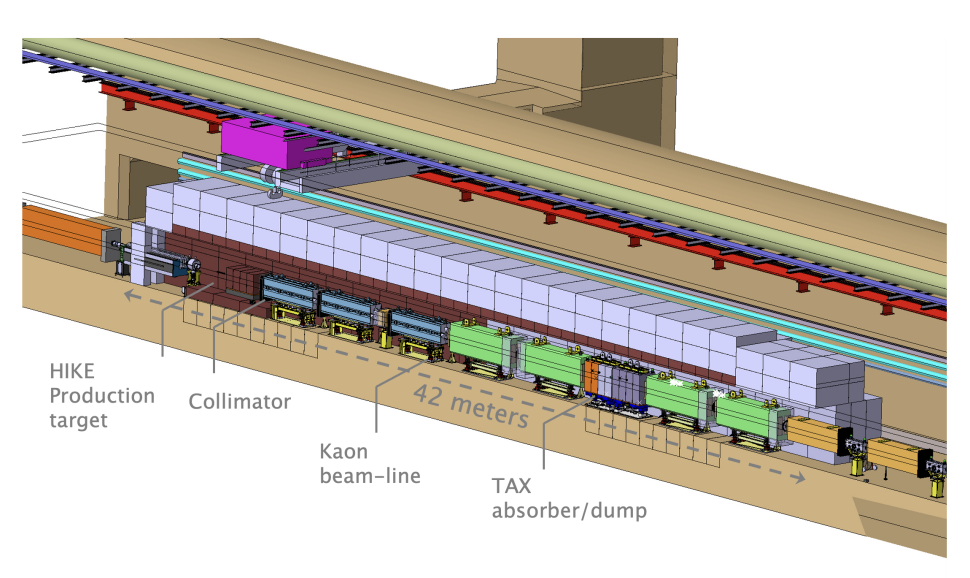 HIKE
Production
target
Collimator
42 meters
Kaon
beam-line
TAX
absorber/dump